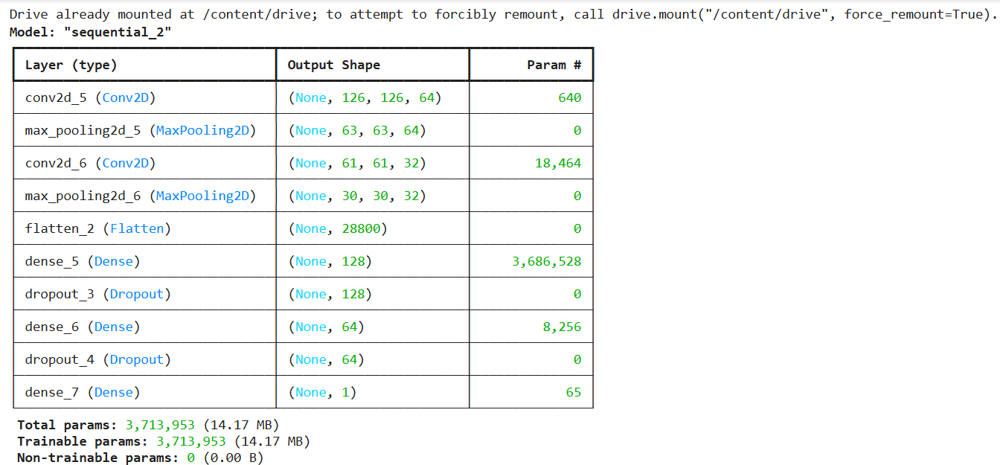 Drive already mounted at /content/drive; to attempt to forcibly remount, call drive.mount("/content/drive", force_remount=True).
Model: "sequential_2"
Layer (type) Output Shape Param #
conv2d_5 (Conv2D) (None, 126, 126, 64) 640
max_pooling2d_5 (MaxPooling2D) (None, 63, 63, 64) 0
conv2d_6 (Conv2D) (None, 61, 61, 32) 18,464
max_pooling2d_6 (MaxPooling2D) (None, 30, 30, 32) 0
flatten_2 (Flatten) (None, 28800) 0
dense_5 (Dense) (None, 128) 3,686,528
dropout_3 (Dropout) (None, 128) 0
dense_6 (Dense) (None, 64) 8,256
dropout_4 (Dropout) (None, 64) 0
dense_7 (Dense) (None, 1) 65
Total params: 3,713,953 (14.17 MB)
Trainable params: 3,713,953 (14.17 MB)
Non-trainable params: 0 (0.00 B)